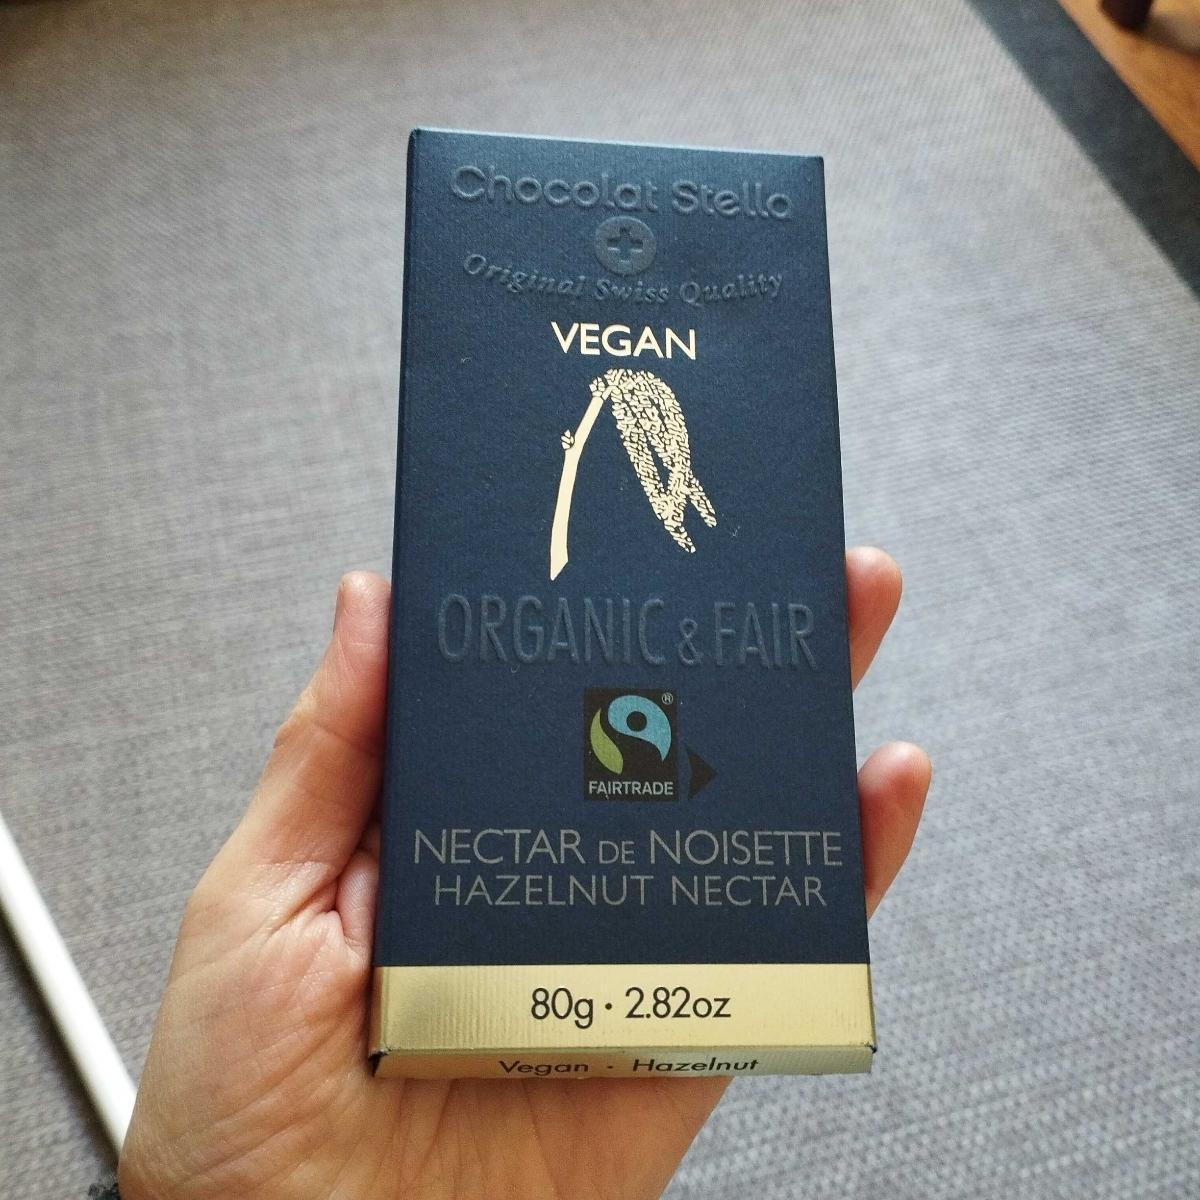 Chocolat Stella
Original Swiss Quality
VEGAN
ORGANIC & FAIR
®
FAIRTRADE
NECTAR DE NOISETTE
HAZELNUT NECTAR
80g • 2.82oz
Vegan • Hazelnut